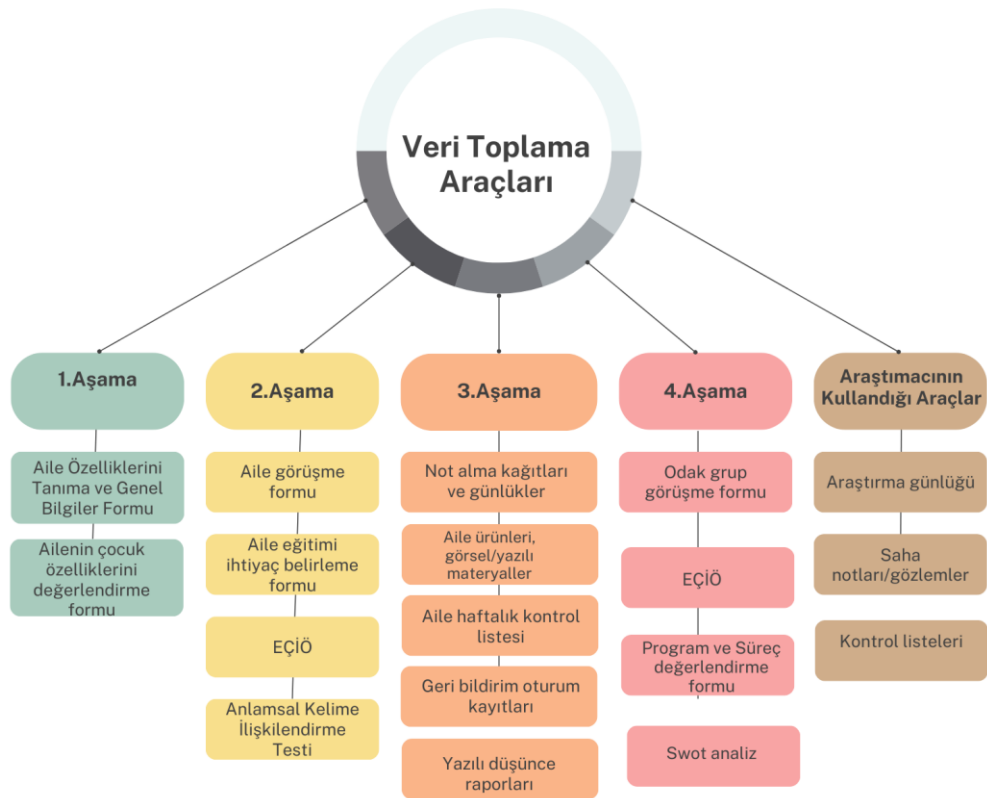 Veri Toplama
Araçları
1.Aşama
Aile Özelliklerini
Tanıma ve Genel
Bilgiler Formu
Ailenin çocuk
özelliklerini
değerlendirme
formu
2.Aşama
Aile görüşme
formu
Aile eğitimi
ihtiyaç belirleme
formu
EÇİÖ
Anlamsal Kelime
İlişkilendirme
Testi
3.Aşama
Not alma kağıtları
ve günlükler
Aile ürünleri,
görsel/yazılı
materyaller
Aile haftalık kontrol
listesi
Geri bildirim oturum
kayıtları
Yazılı düşünce
raporları
4.Aşama
Odak grup
görüşme formu
EÇİÖ
Program ve Süreç
değerlendirme
formu
Swot analiz
Araştımacının
Kullandığı Araçlar
Araştırma günlüğü
Saha
notları/gözlemler
Kontrol listeleri